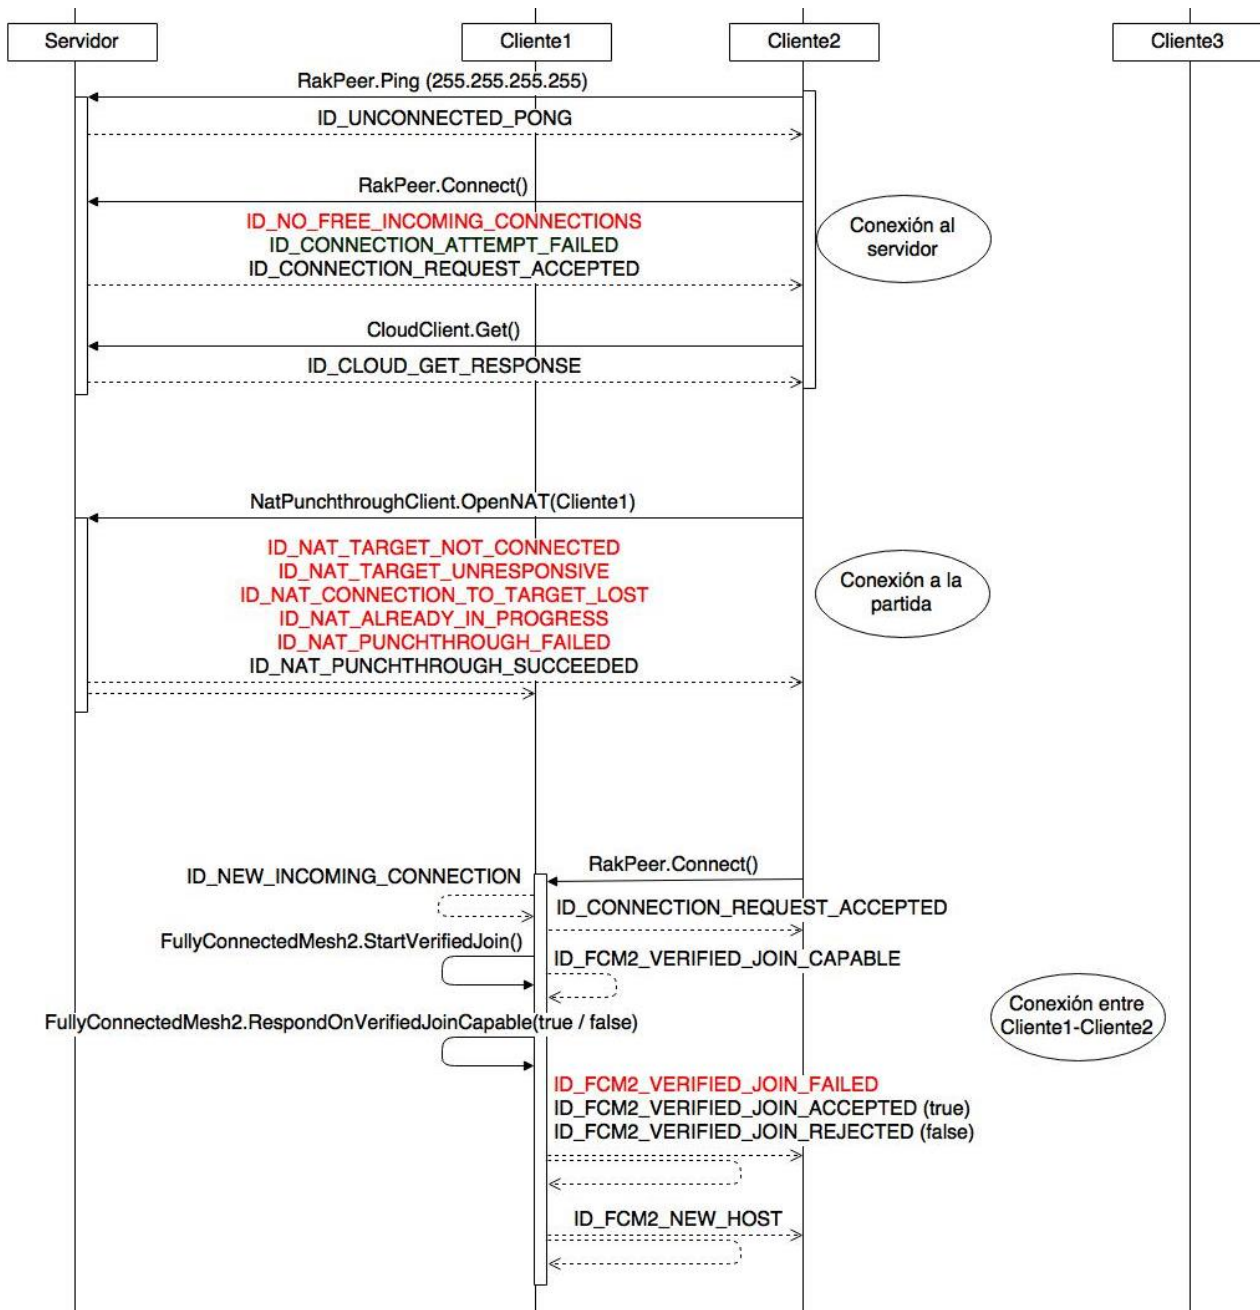 Servidor
Cliente1
Cliente2
Cliente3
RakPeer.Ping (255.255.255.255)
ID_UNCONNECTED_PONG
RakPeer.Connect()
ID_NO_FREE_INCOMING_CONNECTIONS
ID_CONNECTION_ATTEMPT_FAILED
ID_CONNECTION_REQUEST_ACCEPTED
Conexión al
servidor
CloudClient.Get()
ID_CLOUD_GET_RESPONSE
NatPunchthroughClient.OpenNAT(Cliente1)
ID_NAT_TARGET_NOT_CONNECTED
ID_NAT_TARGET_UNRESPONSIVE
ID_NAT_CONNECTION_TO_TARGET_LOST
ID_NAT_ALREADY_IN_PROGRESS
ID_NAT_PUNCHTHROUGH_FAILED
ID_NAT_PUNCHTHROUGH_SUCCEEDED
Conexión a la
partida
RakPeer.Connect()
ID_NEW_INCOMING_CONNECTION
ID_CONNECTION_REQUEST_ACCEPTED
FullyConnectedMesh2.StartVerifiedJoin()
ID_FCM2_VERIFIED_JOIN_CAPABLE
Conexión entre
Cliente1-Cliente2
FullyConnectedMesh2.RespondOnVerifiedJoinCapable(true / false)
ID_FCM2_VERIFIED_JOIN_FAILED
ID_FCM2_VERIFIED_JOIN_ACCEPTED (true)
ID_FCM2_VERIFIED_JOIN_REJECTED (false)
ID_FCM2_NEW_HOST